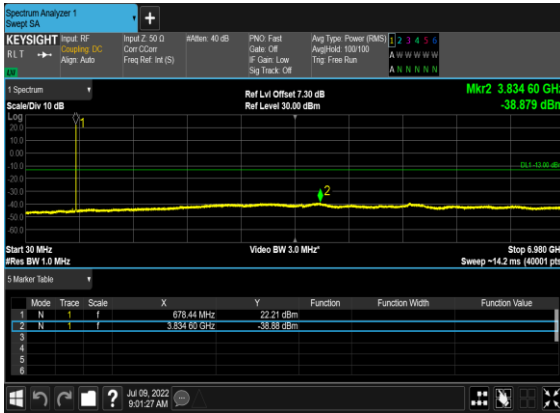 Spectrum Analyzer 1
Swept SA
+
KEYSIGHT
RLT
LXI
Input: RF
Coupling: DC
Align: Auto
Input Z: 50 Ω
Corr CCorr
Freq Ref: Int (S)
#Atten: 40 dB
PNO: Fast
Gate: Off
IF Gain: Low
Sig Track: Off
Avg Type: Power (RMS)
Avg|Hold: 100/100
Trig: Free Run
1 2 3 4 5 6
A W W W W W
A N N N N N
1 Spectrum
Scale/Div 10 dB
Ref Lvl Offset 7.30 dB
Ref Level 30.00 dBm
Mkr2 3.834 60 GHz
-38.879 dBm
Log
20.0
10.0
0.00
-10.0
-20.0
-30.0
-40.0
-50.0
-60.0
1
DL1 -13.00 dBm
2
Start 30 MHz
#Res BW 1.0 MHz
Video BW 3.0 MHz*
Stop 6.980 GHz
Sweep ~14.2 ms (40001 pts)
5 Marker Table
Mode Trace Scale X Y Function Function Width Function Value
1 N 1 f 678.44 MHz 22.21 dBm
2 N 1 f 3.834 60 GHz -38.88 dBm
3
4
5
6
?
Jul 09, 2022
9:01:27 AM